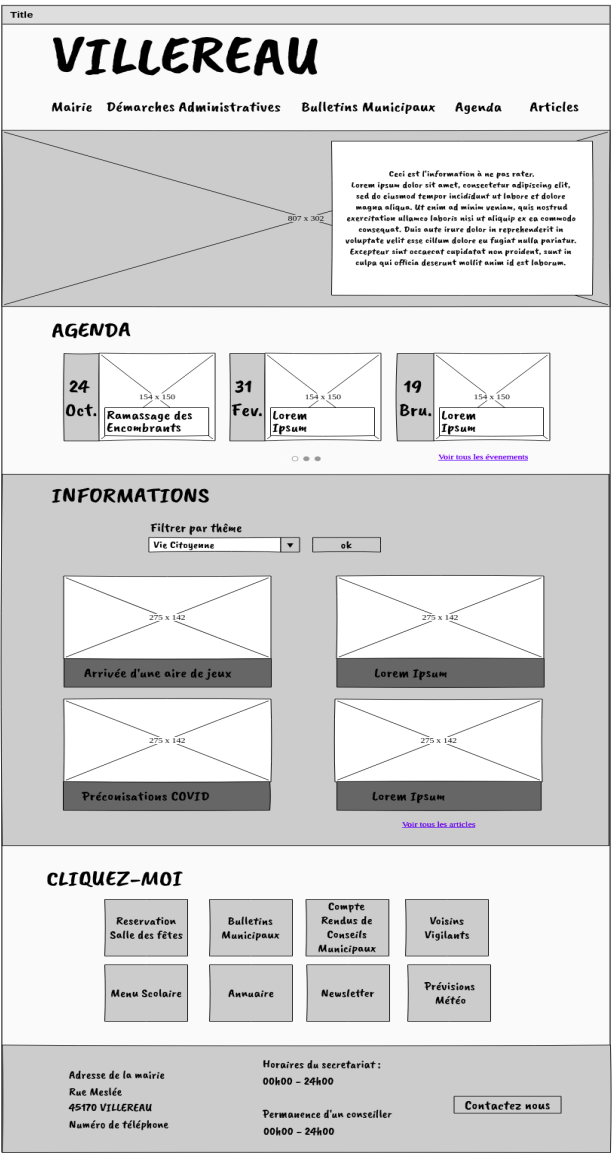 Title
VILLEREAU
Mairie Démarches Administratives Bulletins Municipaux Agenda Articles
807 x 302
Ceci est l'information à ne pas rater.
Lorem ipsum dolor sit amet, consectetur adipiscing elit,
sed do eiusmod tempor incididunt ut labore et dolore
magna aliqua. Ut enim ad minim veniam, quis nostrud
exercitation ullamco laboris nisi ut aliquip ex ea commodo
consequat. Duis aute irure dolor in reprehenderit in
voluptate velit esse cillum dolore eu fugiat nulla pariatur.
Excepteur sint occaecat cupidatat non proident, sunt in
culpa qui officia deserunt mollit anim id est laborum.
AGENDA
24
Oct.
154 x 150
Ramassage des
Encombrants
31
Fev.
154 x 150
Lorem
Ipsum
19
Bru.
154 x 150
Lorem
Ipsum
Voir tous les évenements
INFORMATIONS
Filtrer par thême
Vie Citoyenne
ok
275 x 142
Arrivée d'une aire de jeux
275 x 142
Lorem Ipsum
275 x 142
Préconisations COVID
275 x 142
Lorem Ipsum
Voir tous les articles
CLIQUEZ-MOI
Reservation
Salle des fêtes
Bulletins
Municipaux
Compte
Rendus de
Conseils
Municipaux
Voisins
Vigilants
Menu Scolaire
Annuaire
Newsletter
Prévisions
Météo
Adresse de la mairie
Rue Meslée
45170 VILLEREAU
Numéro de téléphone
Horaires du secretariat :
00h00 - 24h00
Permanence d'un conseiller
00h00 - 24h00
Contactez nous